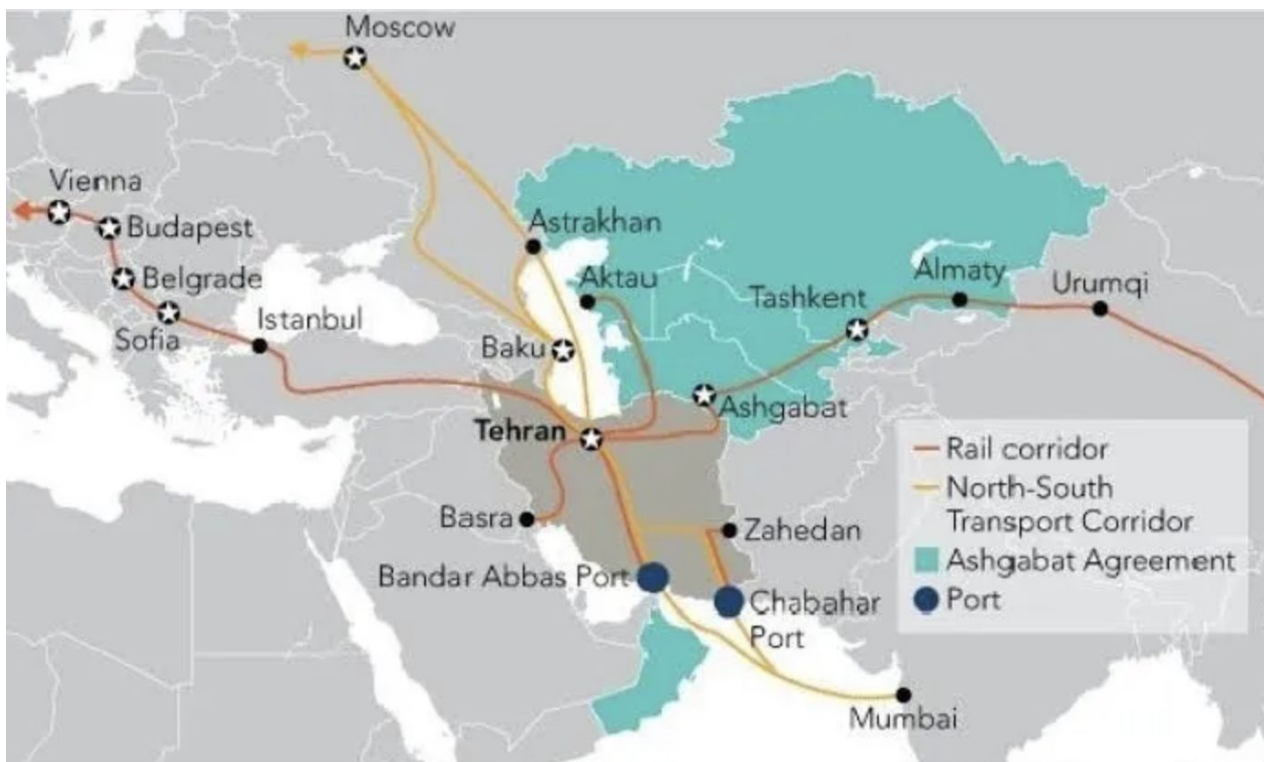 Moscow
Vienna
Budapest
Astrakhan
Belgrade
Aktau
Almaty
Urumqi
Tashkent
Sofia
Istanbul
Baku
Ashgabat
Tehran
Rail corridor
North-South
Transport Corridor
Ashgabat Agreement
Port
Basra
Zahedan
Bandar Abbas Port
Chabahar
Port
Mumbai